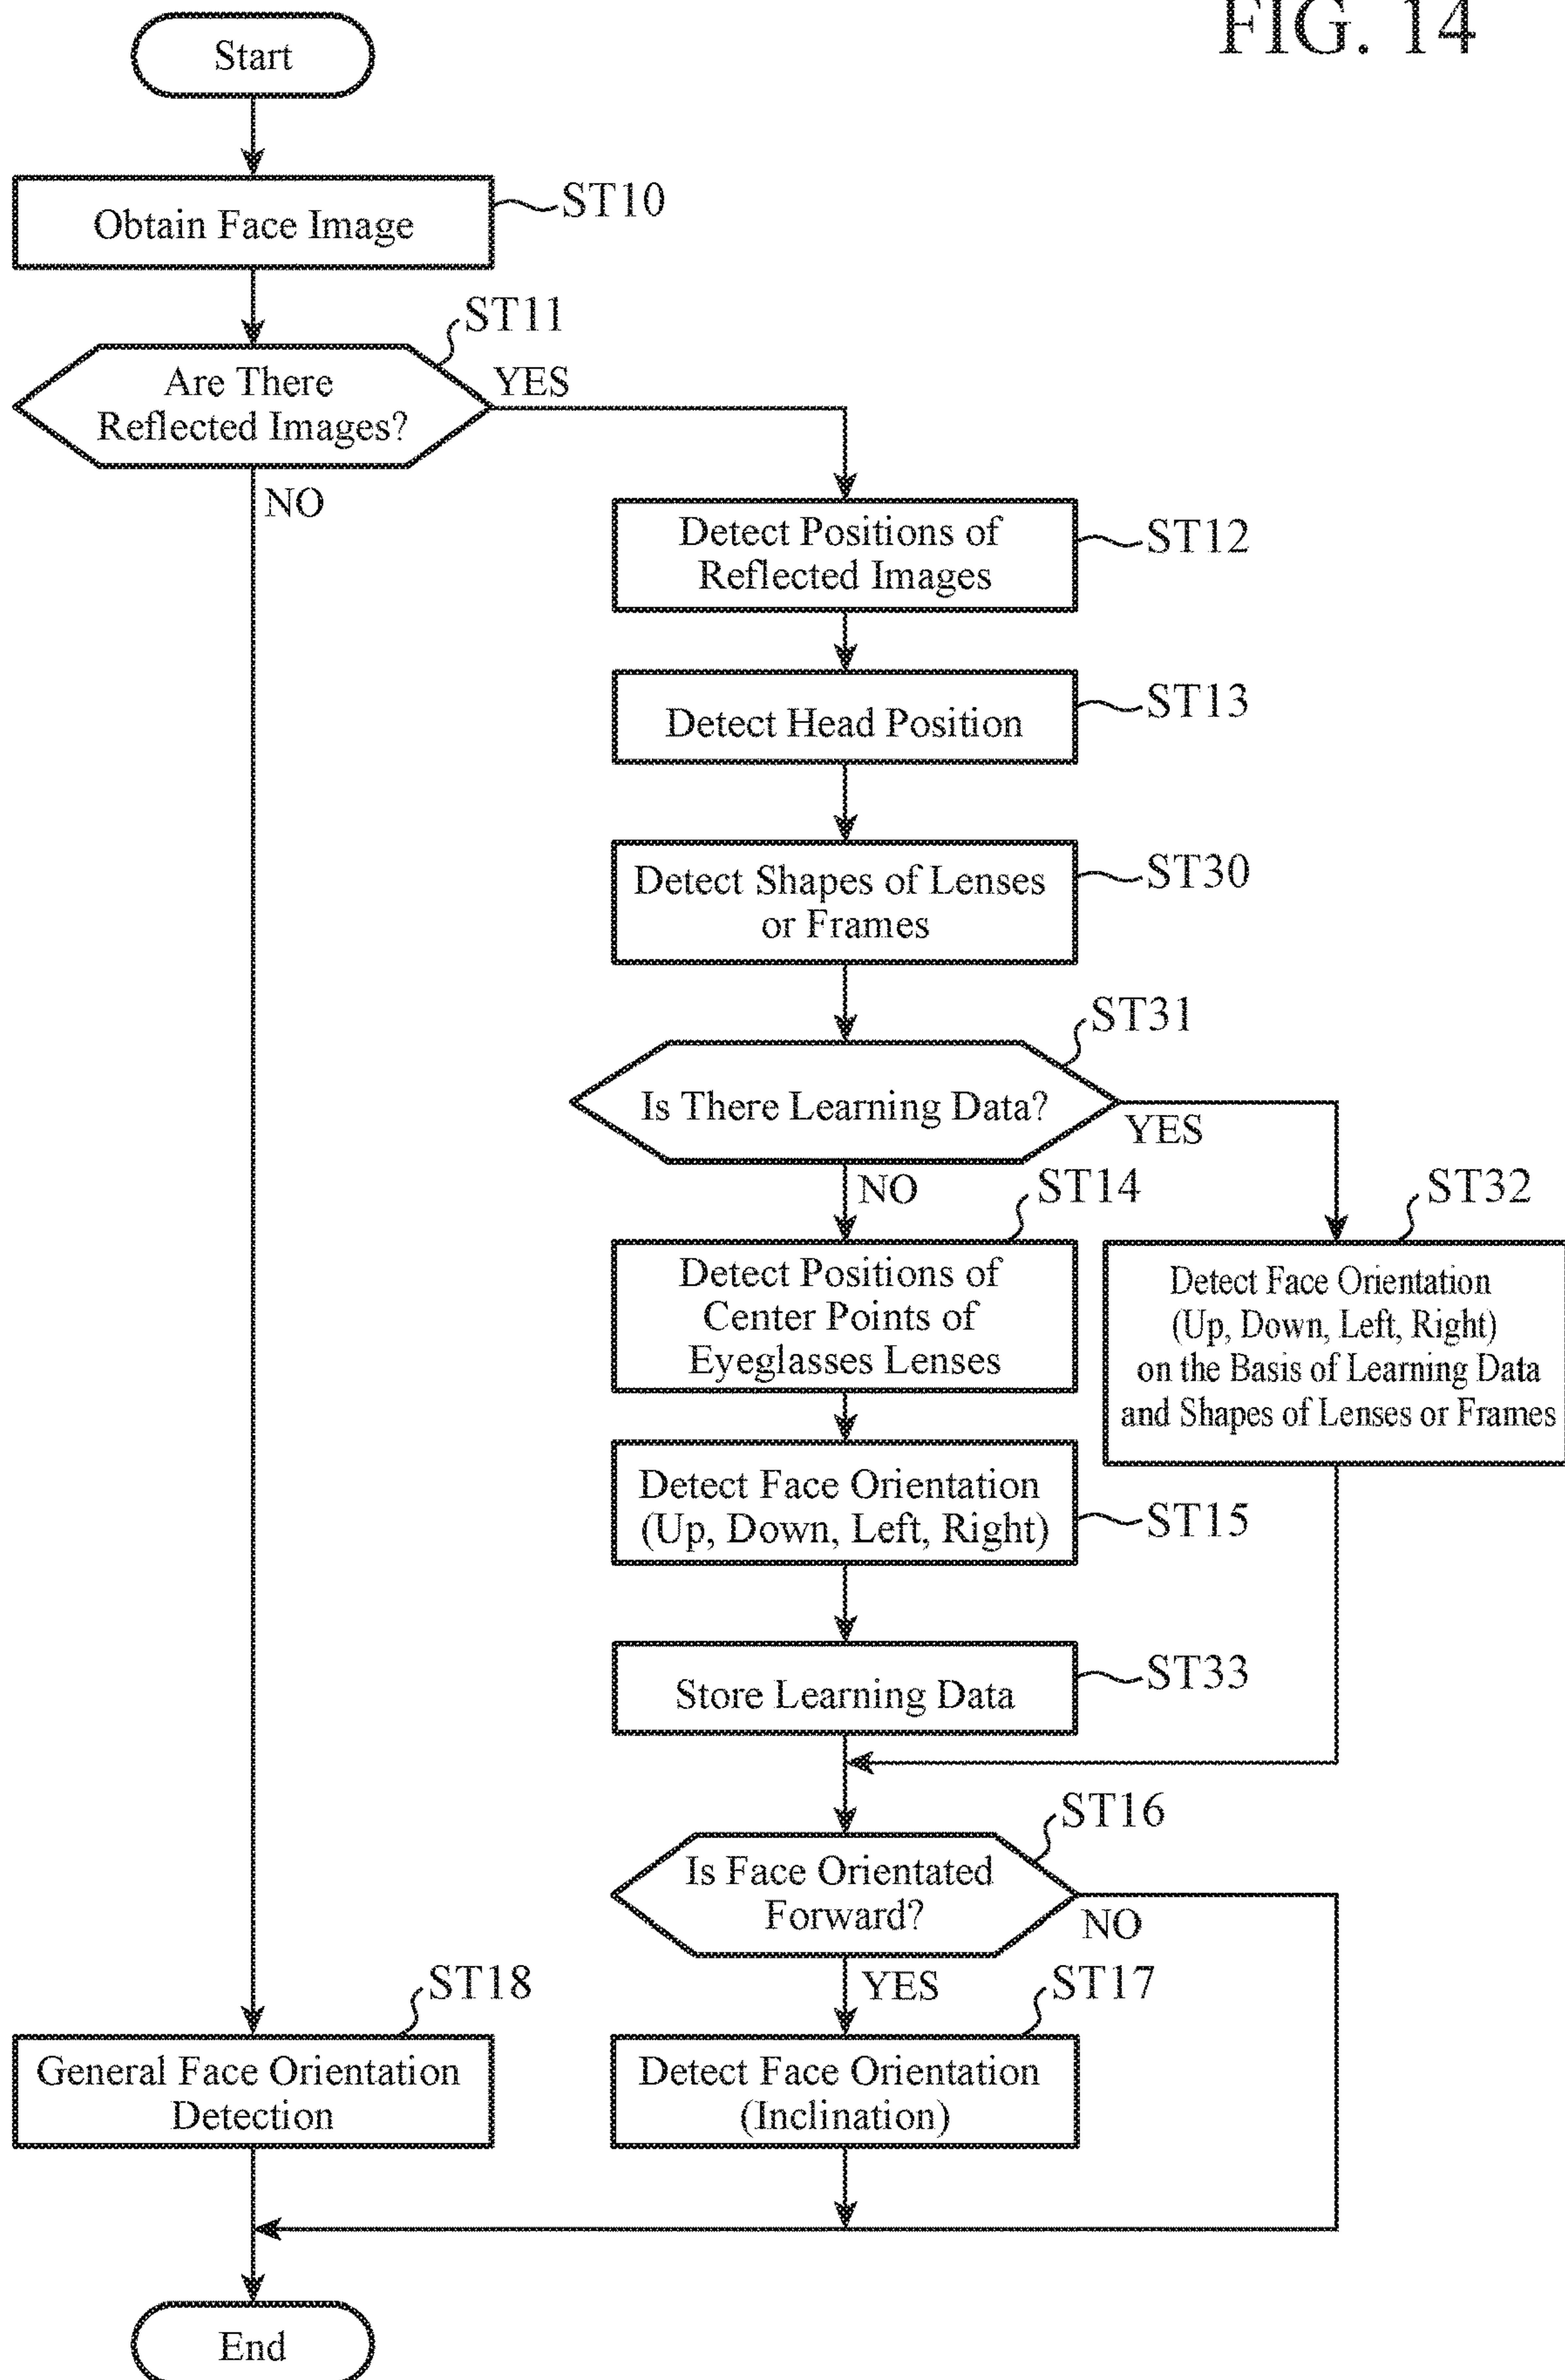 FIG. 14
Start
Obtain Face Image
ST10
ST11
Are There
Reflected Images?
YES
NO
Detect Positions of
Reflected Images
ST12
Detect Head Position
ST13
Detect Shapes of Lenses
or Frames
ST30
ST31
Is There Learning Data?
YES
NO
ST14
Detect Positions of
Center Points of
Eyeglasses Lenses
ST32
Detect Face Orientation
(Up, Down, Left, Right)
on the Basis of Learning Data
and Shapes of Lenses or Frames
Detect Face Orientation
(Up, Down, Left, Right)
ST15
Store Learning Data
ST33
ST16
Is Face Orientated
Forward?
NO
YES
ST18
General Face Orientation
Detection
ST17
Detect Face Orientation
(Inclination)
End